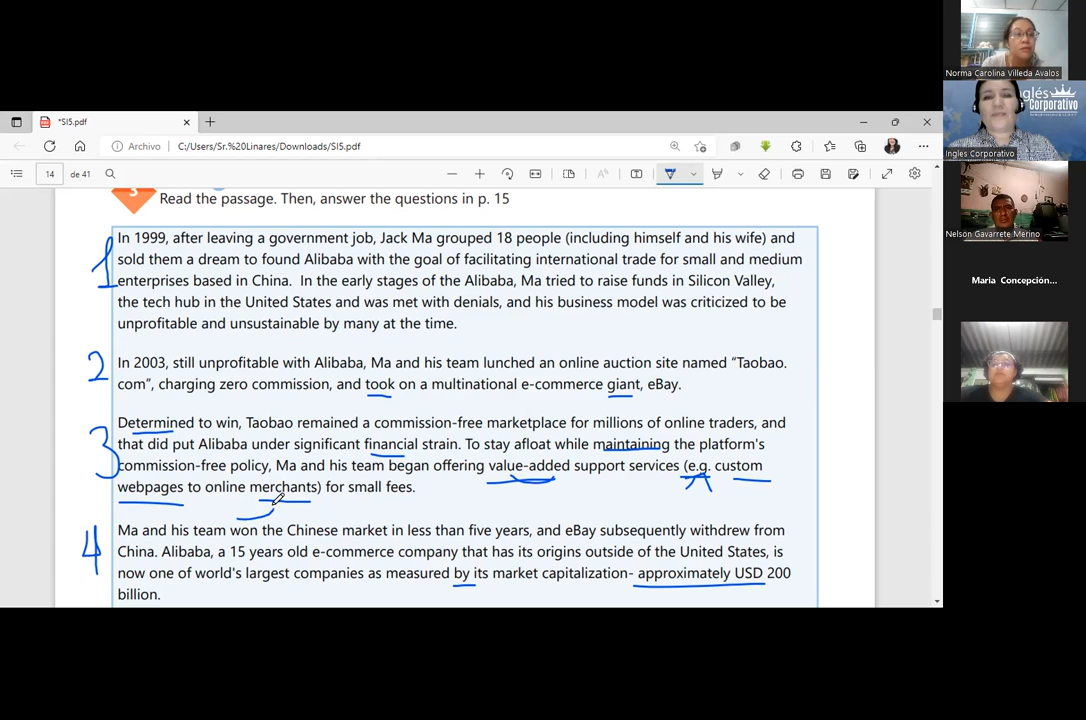 Norma Carolina Villeda Avalos
nglés
Corporativo
Ingles Corporativo
Nelson Gavarrete Merino
Maria Concepción...
*SI5.pdf
Archivo
C:/Users/Sr.%20Linares/Downloads/SI5.pdf
14
de 41
3
Read the passage. Then, answer the questions in p. 15
1
In 1999, after leaving a government job, Jack Ma grouped 18 people (including himself and his wife) and
sold them a dream to found Alibaba with the goal of facilitating international trade for small and medium
enterprises based in China. In the early stages of the Alibaba, Ma tried to raise funds in Silicon Valley,
the tech hub in the United States and was met with denials, and his business model was criticized to be
unprofitable and unsustainable by many at the time.
2
In 2003, still unprofitable with Alibaba, Ma and his team lunched an online auction site named “Taobao.
com”, charging zero commission, and took on a multinational e-commerce giant, eBay.
3
Determined to win, Taobao remained a commission-free marketplace for millions of online traders, and
that did put Alibaba under significant financial strain. To stay afloat while maintaining the platform's
commission-free policy, Ma and his team began offering value-added support services (e.g. custom
webpages to online merchants) for small fees.
4
Ma and his team won the Chinese market in less than five years, and eBay subsequently withdrew from
China. Alibaba, a 15 years old e-commerce company that has its origins outside of the United States, is
now one of world's largest companies as measured by its market capitalization- approximately USD 200
billion.